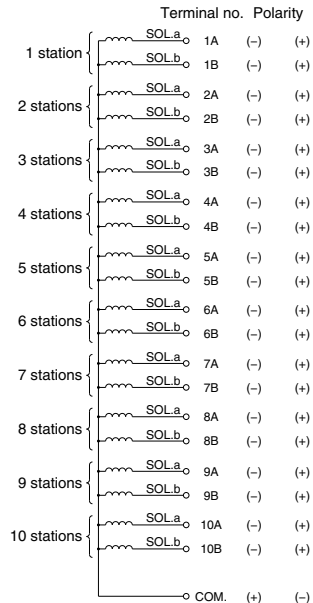 Terminal no. Polarity
1 station
SOL.a 1A (−) (+)
SOL.b 1B (−) (+)
2 stations
SOL.a 2A (−) (+)
SOL.b 2B (−) (+)
3 stations
SOL.a 3A (−) (+)
SOL.b 3B (−) (+)
4 stations
SOL.a 4A (−) (+)
SOL.b 4B (−) (+)
5 stations
SOL.a 5A (−) (+)
SOL.b 5B (−) (+)
6 stations
SOL.a 6A (−) (+)
SOL.b 6B (−) (+)
7 stations
SOL.a 7A (−) (+)
SOL.b 7B (−) (+)
8 stations
SOL.a 8A (−) (+)
SOL.b 8B (−) (+)
9 stations
SOL.a 9A (−) (+)
SOL.b 9B (−) (+)
10 stations
SOL.a 10A (−) (+)
SOL.b 10B (−) (+)
COM. (+) (−)